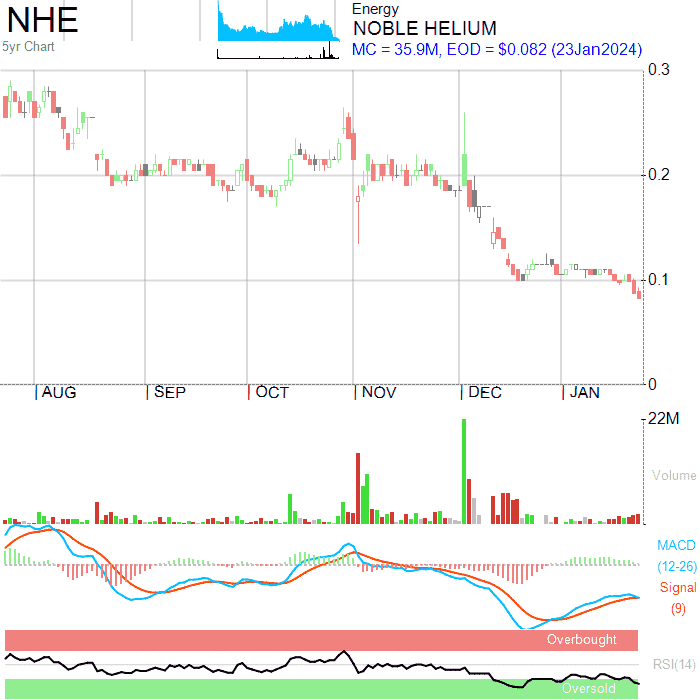 NHE
5yr Chart
Energy
NOBLE HELIUM
MC = 35.9M, EOD = $0.082 (23Jan2024)
0.3
0.2
0.1
0
AUG SEP OCT NOV DEC JAN
22M
Volume
MACD
(12-26)
Signal
(9)
Overbought
RSI(14)
Oversold